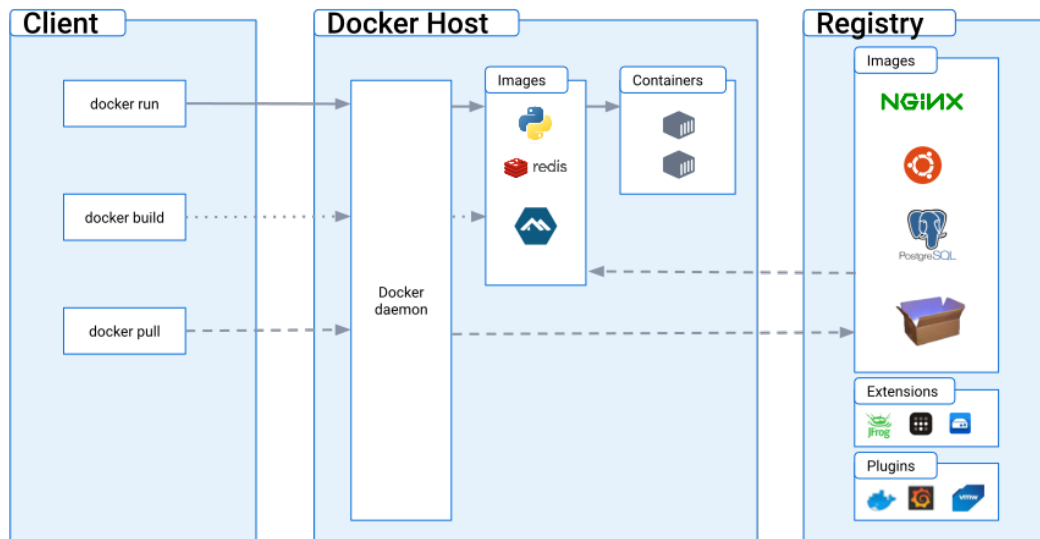 Client
docker run
docker build
docker pull
Docker Host
Docker
daemon
Images
redis
Containers
Registry
Images
NGINX
PostgreSQL
Extensions
JFrog
Plugins
vmw